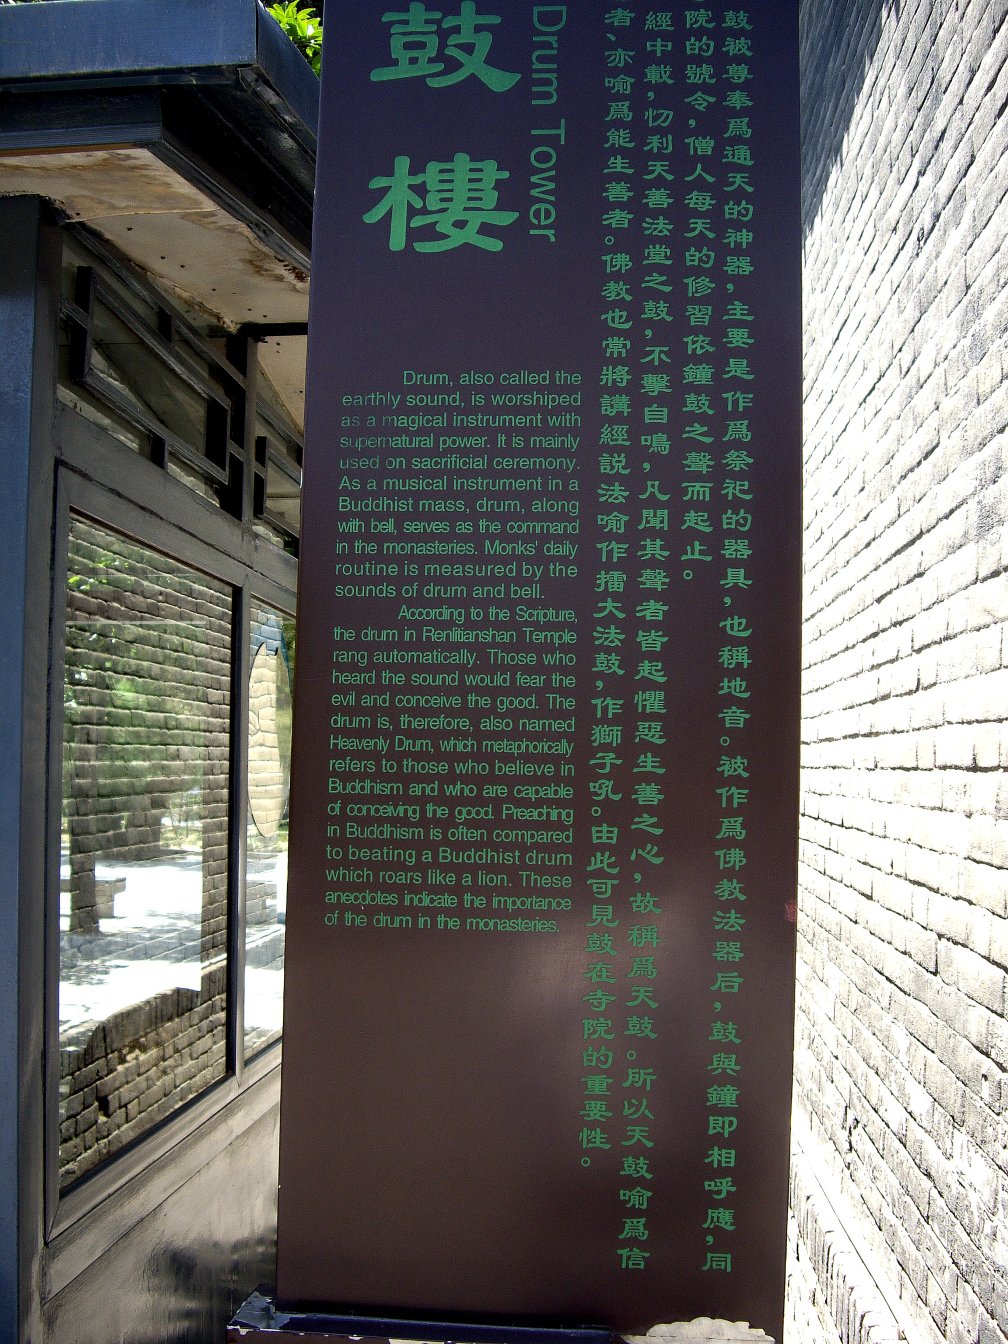 鼓樓
Drum Tower
鼓被尊奉爲通天的神器，主要是作爲祭祀的器具，也稱地音。被作爲佛教法器后，鼓與鐘即相呼應，同
院的號令，僧人每天的修習依鐘鼓之聲而起止。
經中載，忉利天善法堂之鼓，不擊自鳴，凡聞其聲者皆起懼惡生善之心，故稱爲天鼓。所以天鼓喻爲信
者、亦喻爲能生善者。佛教也常將講經説法喻作擂大法鼓，作獅子吼。由此可見鼓在寺院的重要性。
Drum, also called the
earthly sound, is worshiped
as a magical instrument with
supernatural power. It is mainly
used on sacrificial ceremony.
As a musical instrument in a
Buddhist mass, drum, along
with bell, serves as the command
in the monasteries. Monks' daily
routine is measured by the
sounds of drum and bell.
According to the Scripture,
the drum in Renlitianshan Temple
rang automatically. Those who
heard the sound would fear the
evil and conceive the good. The
drum is, therefore, also named
Heavenly Drum, which metaphorically
refers to those who believe in
Buddhism and who are capable
of conceiving the good. Preaching
in Buddhism is often compared
to beating a Buddhist drum
which roars like a lion. These
anecdotes indicate the importance
of the drum in the monasteries.